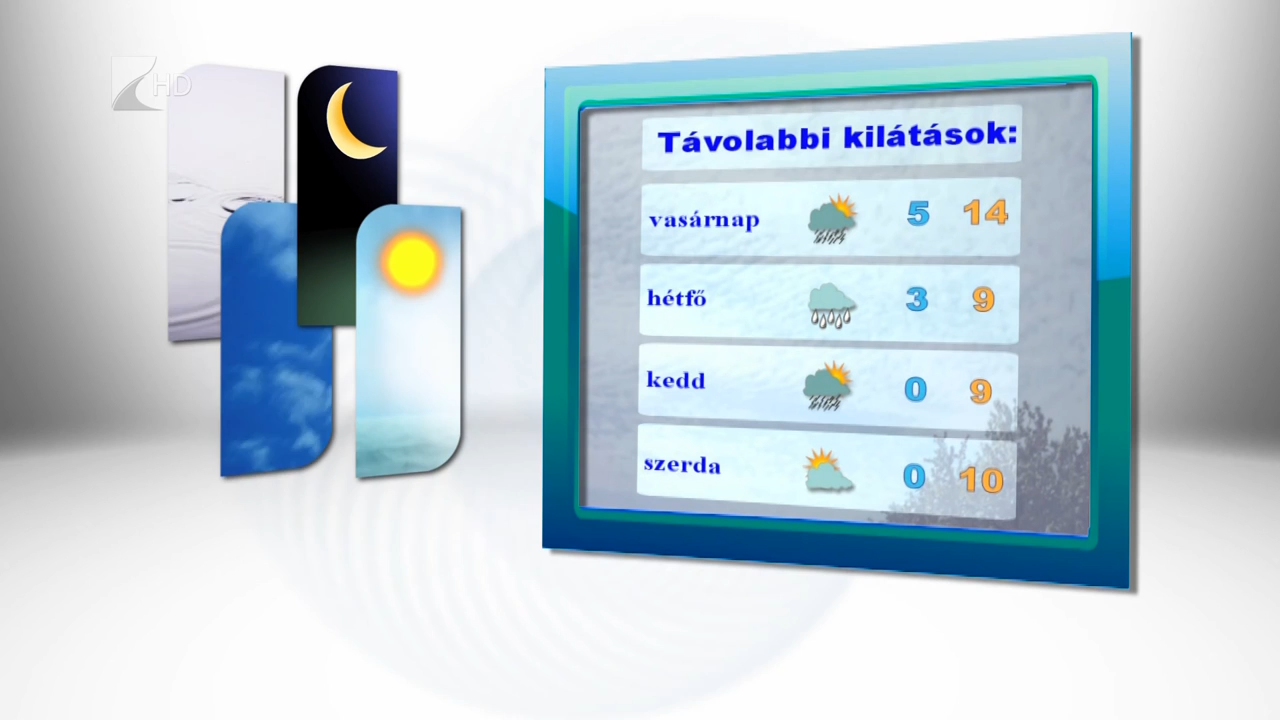 HD
Távolabbi kilátások:
vasárnap 5 14
hétfő 3 9
kedd 0 9
szerda 0 10